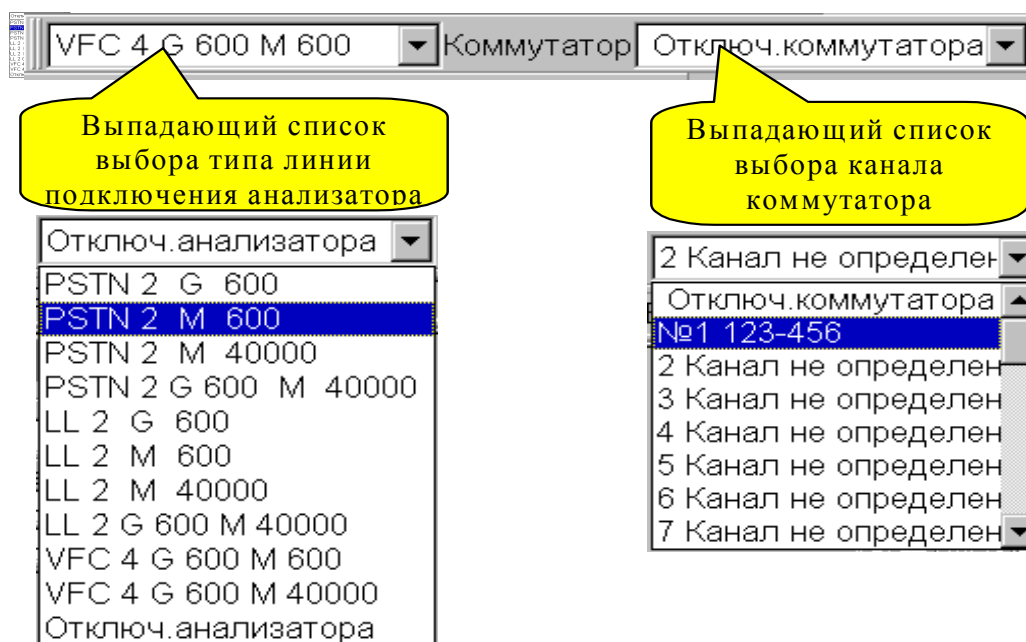 VFC 4 G 600 M 600 Коммутатор Отключ.коммутатора
Выпадающий список
выбора типа линии
подключения анализатора
Выпадающий список
выбора канала
коммутатора
Отключ.анализатора
PSTN 2 G 600
PSTN 2 M 600
PSTN 2 M 40000
PSTN 2 G 600 M 40000
LL 2 G 600
LL 2 M 600
LL 2 M 40000
LL 2 G 600 M 40000
VFC 4 G 600 M 600
VFC 4 G 600 M 40000
Отключ.анализатора
2 Канал не определен
Отключ.коммутатора
№1 123-456
2 Канал не определен
3 Канал не определен
4 Канал не определен
5 Канал не определен
6 Канал не определен
7 Канал не определен